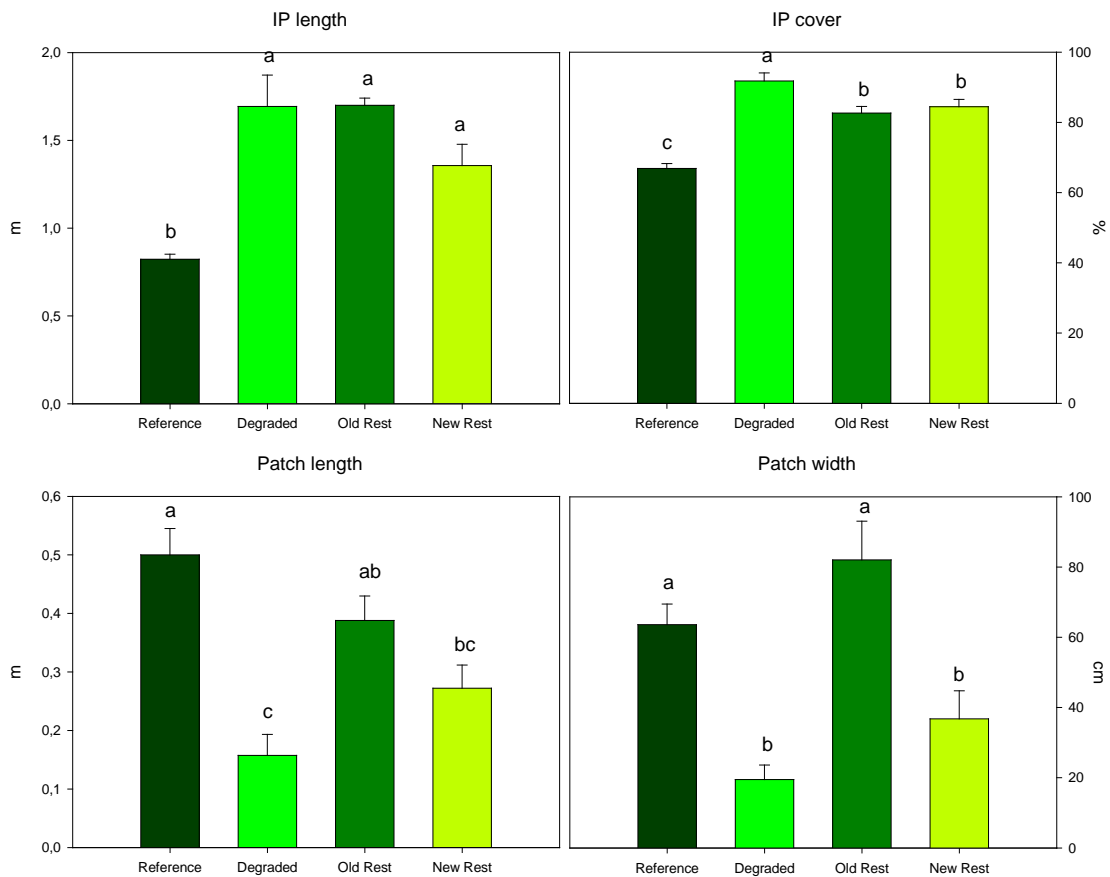 IP length
2,0
1,5
1,0
0,5
0,0
m
b
a
a
a
Reference Degraded Old Rest New Rest
IP cover
100
80
60
40
20
0
%
c
a
b
b
Reference Degraded Old Rest New Rest
Patch length
0,6
0,5
0,4
0,3
0,2
0,1
0,0
m
a
c
ab
bc
Reference Degraded Old Rest New Rest
Patch width
100
80
60
40
20
0
cm
a
b
a
b
Reference Degraded Old Rest New Rest